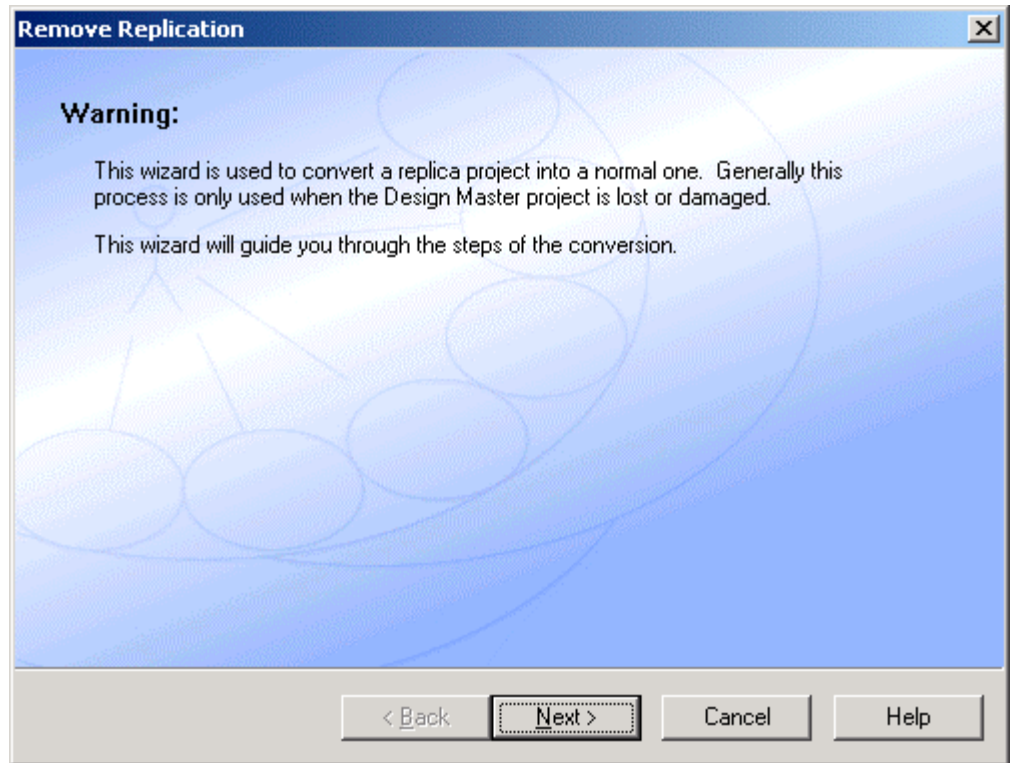 Remove Replication
Warning:
This wizard is used to convert a replica project into a normal one. Generally this
process is only used when the Design Master project is lost or damaged.
This wizard will guide you through the steps of the conversion.
< Back
Next >
Cancel
Help